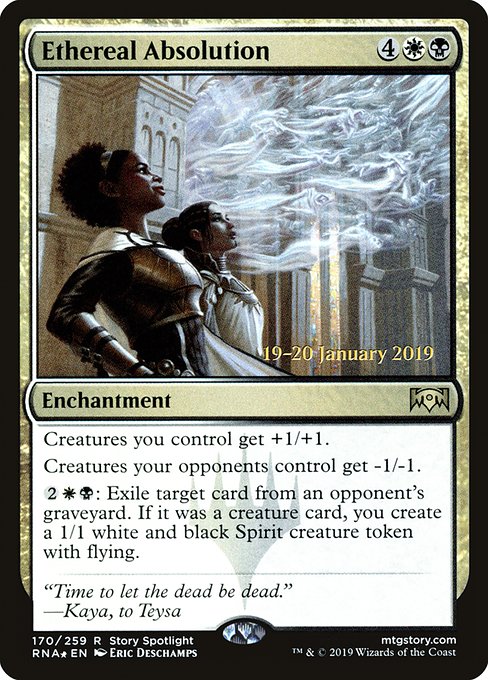 Ethereal Absolution 4
19–20 January 2019
Enchantment
Creatures you control get +1/+1.
Creatures your opponents control get -1/-1.
2 : Exile target card from an opponent's
graveyard. If it was a creature card, you create
a 1/1 white and black Spirit creature token
with flying.
"Time to let the dead be dead."
—Kaya, to Teysa
170/259 R Story Spotlight
RNA★EN Eric Deschamps
mtgstory.com
™ & © 2019 Wizards of the Coast